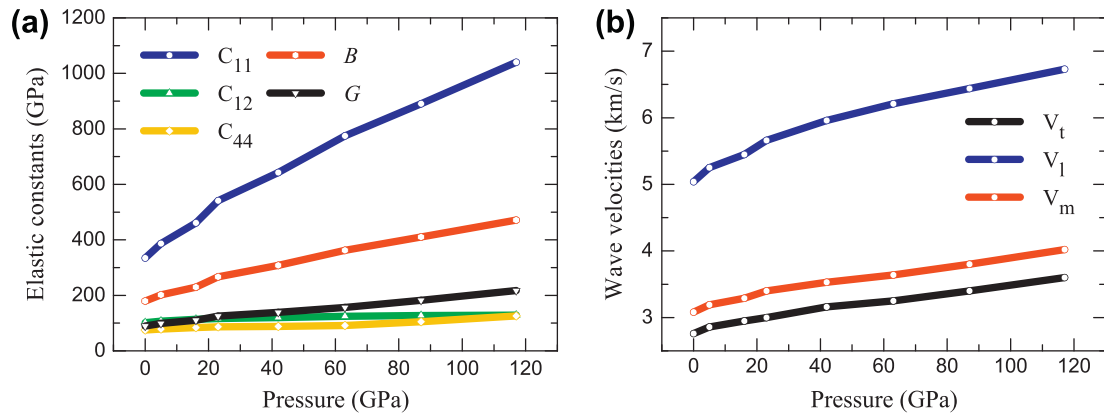 (a)
1200
1000
800
600
400
200
0
Elastic constants (GPa)
C11 B
C12 G
C44
0 20 40 60 80 100 120
Pressure (GPa)
(b)
7
6
5
4
3
Wave velocities (km/s)
Vt
Vl
Vm
0 20 40 60 80 100 120
Pressure (GPa)